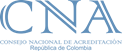 CNA
CONSEJO NACIONAL DE ACREDITACIÓN
República de Colombia